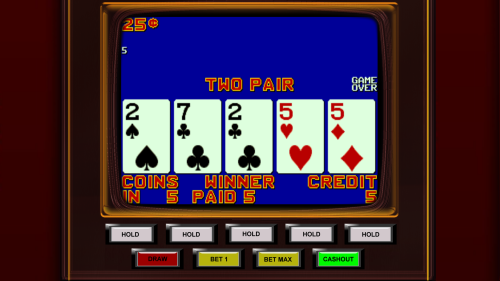 25¢
5
TWO PAIR
GAME
OVER
2 7 2 5 5
COINS WINNER CREDIT
IN 5 PAID 5 5
HOLD HOLD HOLD HOLD HOLD
DRAW BET 1 BET MAX CASHOUT